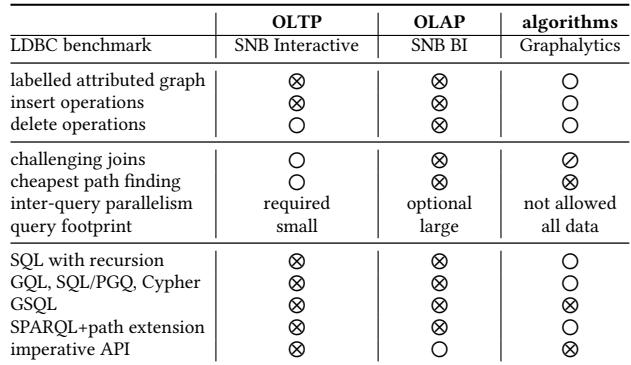 OLTP OLAP algorithms
LDBC benchmark SNB Interactive SNB BI Graphalytics
labelled attributed graph ⊗ ⊗ ○
insert operations ⊗ ⊗ ○
delete operations ○ ⊗ ○
challenging joins ○ ⊗ ⊘
cheapest path finding ○ ⊗ ⊗
inter-query parallelism required optional not allowed
query footprint small large all data
SQL with recursion ⊗ ⊗ ○
GQL, SQL/PGQ, Cypher ⊗ ⊗ ○
GSQL ⊗ ⊗ ⊗
SPARQL+path extension ⊗ ⊗ ○
imperative API ⊗ ○ ⊗